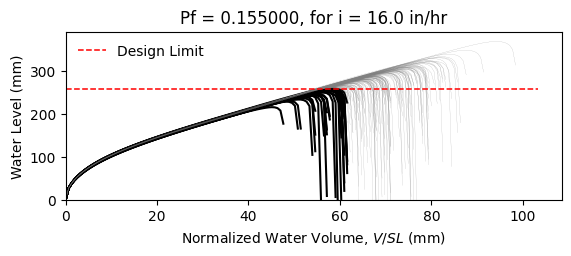 Pf = 0.155000, for i = 16.0 in/hr
Design Limit
Water Level (mm)
300
200
100
0
0 20 40 60 80 100
Normalized Water Volume, V/SL (mm)